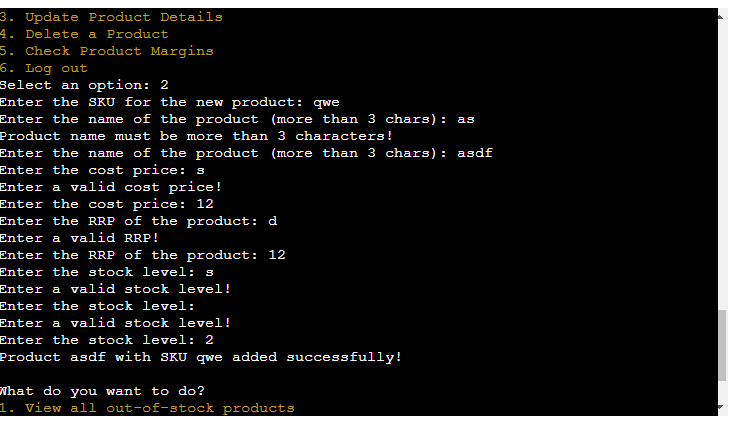 3. Update Product Details
4. Delete a Product
5. Check Product Margins
6. Log out
Select an option: 2
Enter the SKU for the new product: qwe
Enter the name of the product (more than 3 chars): as
Product name must be more than 3 characters!
Enter the name of the product (more than 3 chars): asdf
Enter the cost price: s
Enter a valid cost price!
Enter the cost price: 12
Enter the RRP of the product: d
Enter a valid RRP!
Enter the RRP of the product: 12
Enter the stock level: s
Enter a valid stock level!
Enter the stock level:
Enter a valid stock level!
Enter the stock level: 2
Product asdf with SKU qwe added successfully!
What do you want to do?
1. View all out-of-stock products